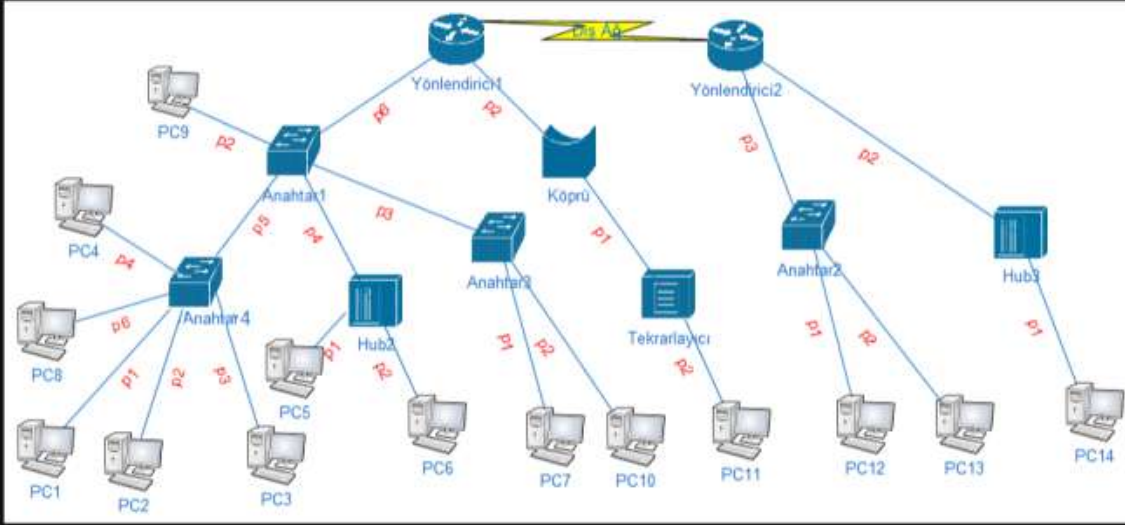 Dış Ağ
Yönlendirici1
Yönlendirici2
p6
p2
PC9
p2
p3
p2
Anahtar1
Köprü
PC4
p5
p4
p3
p1
Anahtar3
Anahtar2
Hub3
p4
Anahtar4
p6
PC8
p1
p2
p3
PC5
p1
Hub2
p2
p1
p2
Tekrarlayıcı
p2
p1
p2
p1
PC1
PC2
PC3
PC6
PC7
PC10
PC11
PC12
PC13
PC14